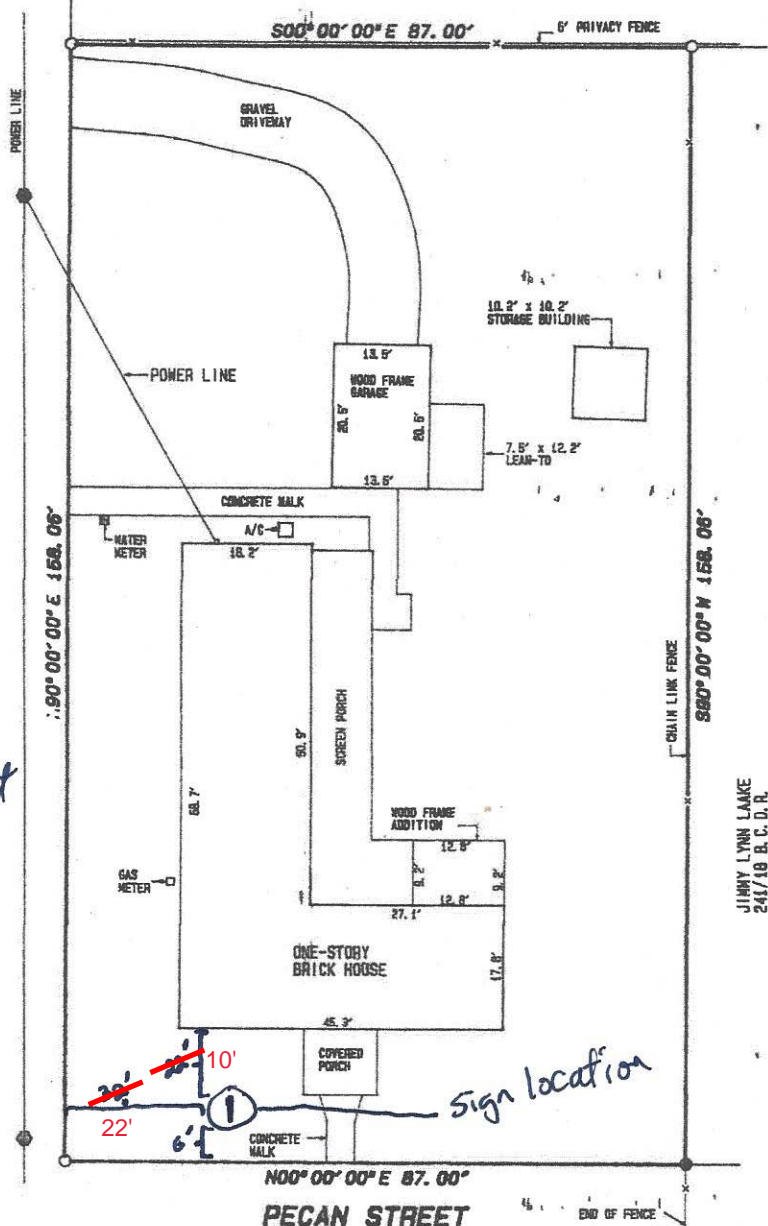 S00°00'00"E 87.00'
6' PRIVACY FENCE
POWER LINE
GRAVEL
DRIVEWAY
10.2' x 10.2'
STORAGE BUILDING
13.5'
POWER LINE
WOOD FRAME
GARAGE
20.5'
20.5'
7.5' x 12.2'
LEAN-TO
13.5'
CONCRETE WALK
A/C
WATER
METER
18.2'
90°00'00"E 158.06'
S90°00'00"W 158.06'
CHAIN LINK FENCE
SCREEN PORCH
50.9'
68.7'
WOOD FRAME
ADDITION
12.8'
9.2'
9.2'
GAS
METER
12.8'
27.1'
JIMMY LYNN LAAKE
241/18 B.C.D.R.
ONE-STORY
BRICK HOUSE
17.8'
45.3'
COVERED
PORCH
10'
sign location
1
22'
6'
CONCRETE
WALK
N00°00'00"E 87.00'
PECAN STREET
END OF FENCE